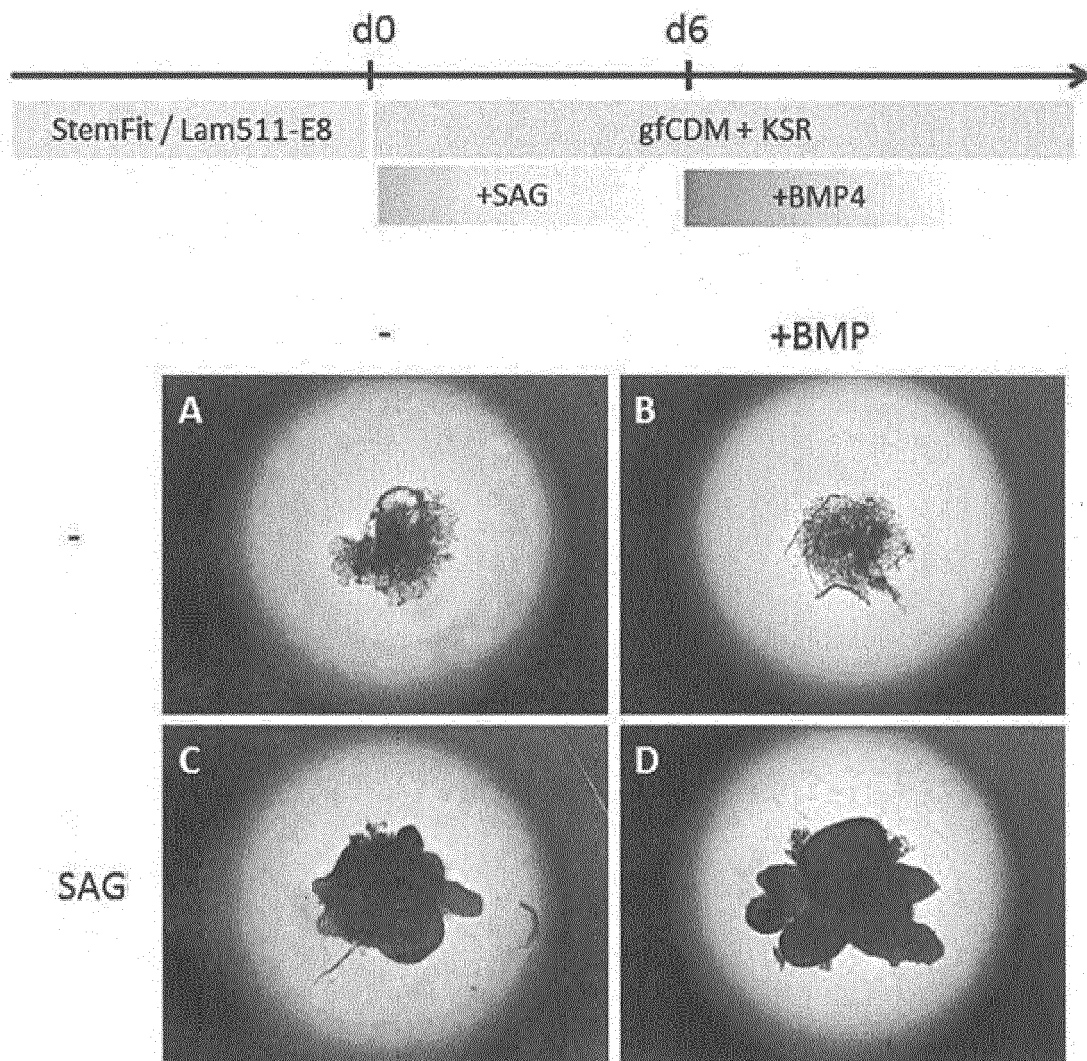 d0 d6
StemFit / Lam511-E8 gfCDM + KSR
+SAG +BMP4
- +BMP
A B
-
C D
SAG